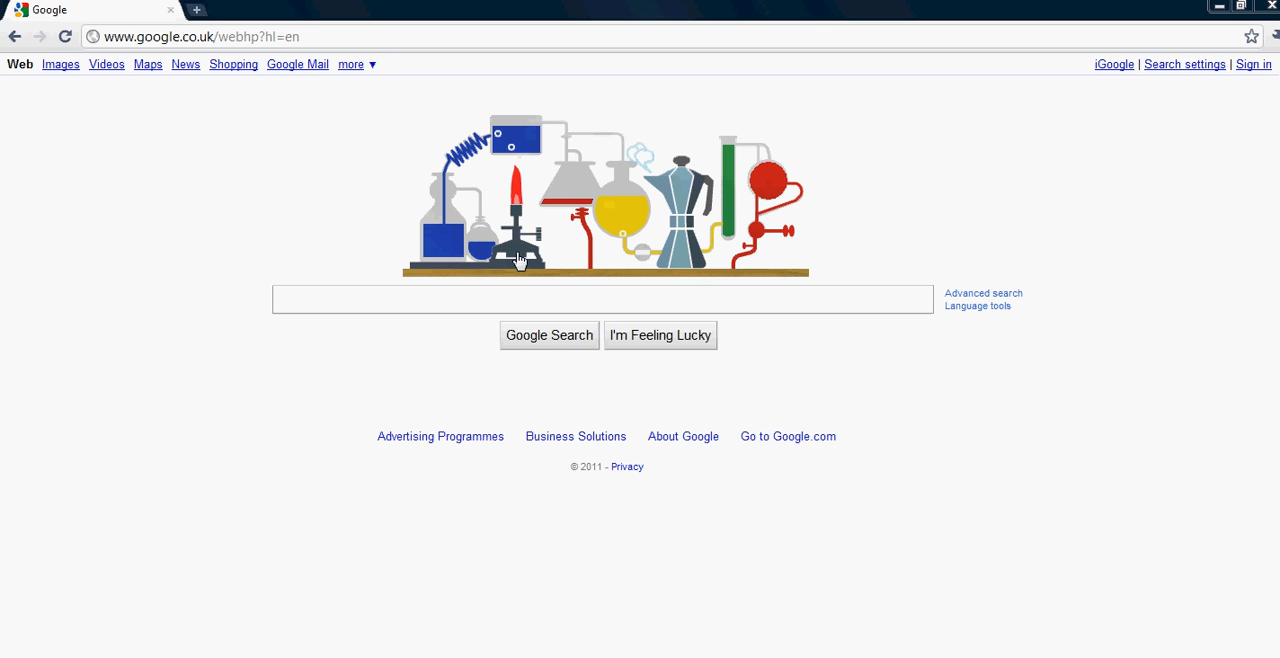 Google
www.google.co.uk/webhp?hl=en
Web Images Videos Maps News Shopping Google Mail more ▼
iGoogle | Search settings | Sign in
Advanced search
Language tools
Google Search I'm Feeling Lucky
Advertising Programmes Business Solutions About Google Go to Google.com
© 2011 - Privacy